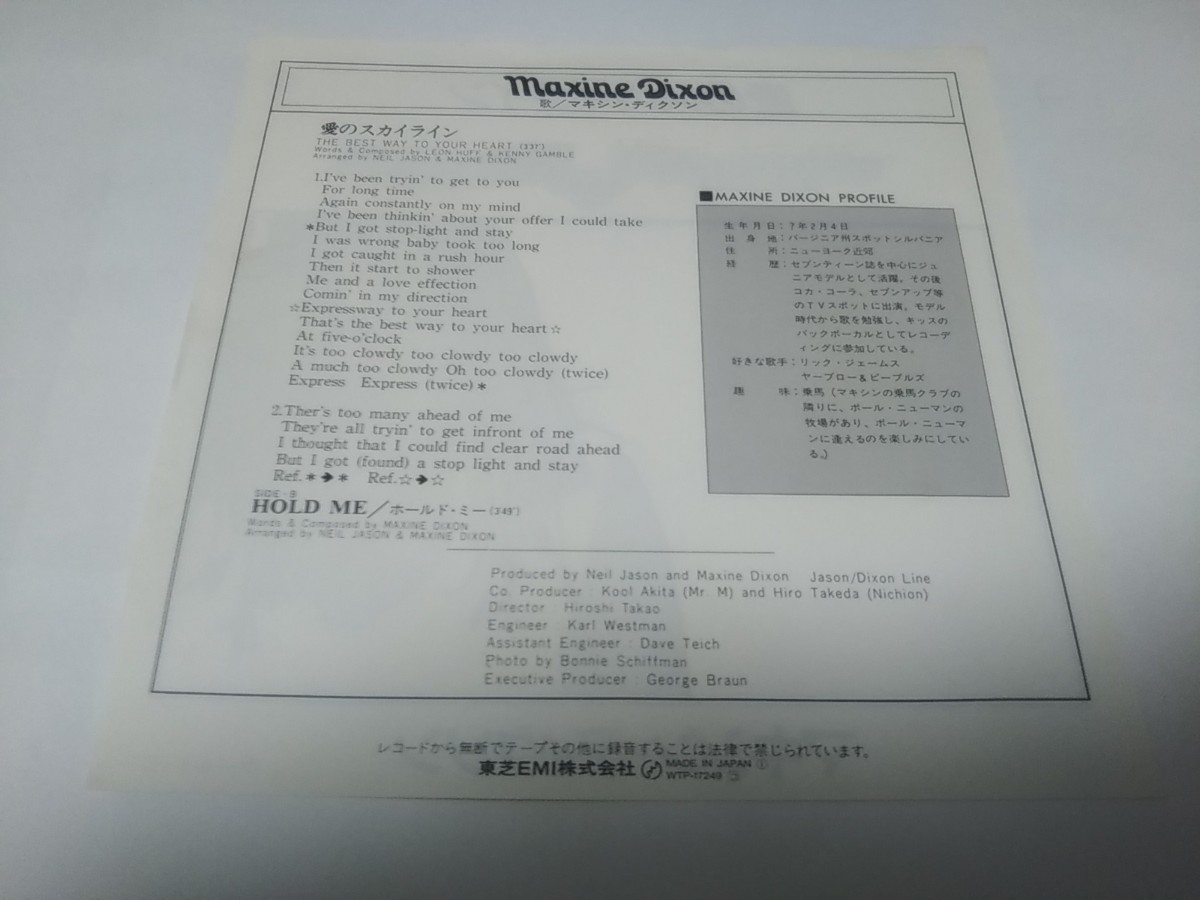 Maxine Dixon
歌／マキシン・ディクソン
愛のスカイライン
THE BEST WAY TO YOUR HEART (3'37")
Words & Composed by LEON HUFF & KENNY GAMBLE
Arranged by NEIL JASON & MAXINE DIXON
1.I've been tryin' to get to you
For long time
Again constantly on my mind
I've been thinkin' about your offer I could take
*But I got stop-light and stay
I was wrong baby took too long
I got caught in a rush hour
Then it start to shower
Me and a love effection
Comin' in my direction
☆Expressway to your heart
That's the best way to your heart☆
At five-o'clock
It's too clowdy too clowdy too clowdy
A much too clowdy Oh too clowdy (twice)
Express Express (twice)*
2.Ther's too many ahead of me
They're all tryin' to get infront of me
I thought that I could find clear road ahead
But I got (found) a stop light and stay
Ref.*➔* Ref.☆➔☆
SIDE-B
HOLD ME／ホールド・ミー(3'49")
Words & Composed by MAXINE DIXON
Arranged by NEIL JASON & MAXINE DIXON
■MAXINE DIXON PROFILE
生年月日：?年2月4日
出身地：バージニア州スポットシルバニア
住所：ニューヨーク近郊
経歴：セブンティーン誌を中心にジュ
ニアモデルとして活躍。その後
コカ・コーラ、セブンアップ等
のTVスポットに出演。モデル
時代から歌を勉強し、キッスの
バックボーカルとしてレコーデ
ィングに参加している。
好きな歌手：リック・ジェームス
ヤーブロー＆ピープルズ
趣味：乗馬（マキシンの乗馬クラブの
隣りに、ポール・ニューマンの
牧場があり、ポール・ニューマ
ンに逢えるのを楽しみにしてい
る。）
Produced by Neil Jason and Maxine Dixon Jason/Dixon Line
Co. Producer : Kool Akita (Mr. M) and Hiro Takeda (Nichion)
Director : Hiroshi Takao
Engineer : Karl Westman
Assistant Engineer : Dave Teich
Photo by Bonnie Schiffman
Executive Producer : George Braun
レコードから無断でテープその他に録音することは法律で禁じられています。
東芝EMI株式会社 MADE IN JAPAN ①
WTP-17249